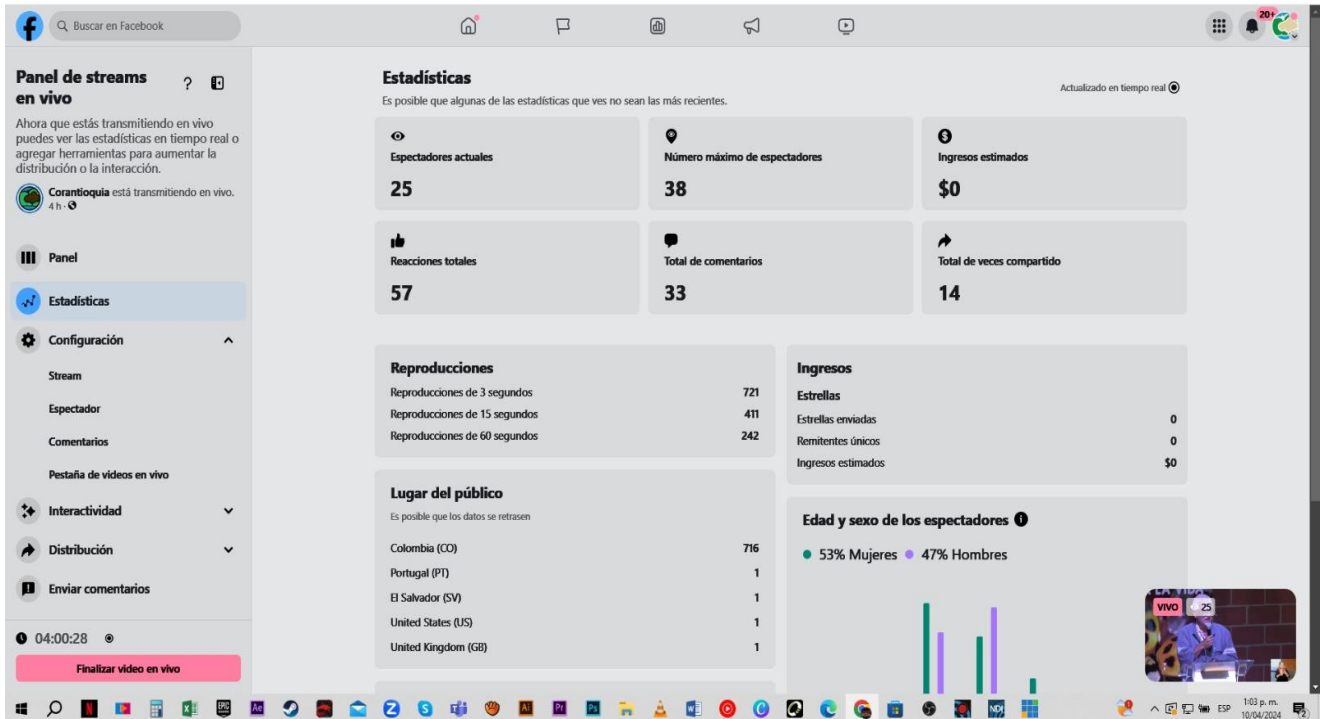 Buscar en Facebook
20+
Panel de streams
en vivo
?
Ahora que estás transmitiendo en vivo
puedes ver las estadísticas en tiempo real o
agregar herramientas para aumentar la
distribución o la interacción.
Corantioquia está transmitiendo en vivo.
4 h ·
Panel
Estadísticas
Configuración
Stream
Espectador
Comentarios
Pestaña de videos en vivo
Interactividad
Distribución
Enviar comentarios
04:00:28
Finalizar video en vivo
Estadísticas
Es posible que algunas de las estadísticas que ves no sean las más recientes.
Actualizado en tiempo real
Espectadores actuales
25
Número máximo de espectadores
38
Ingresos estimados
$0
Reacciones totales
57
Total de comentarios
33
Total de veces compartido
14
Reproducciones
Reproducciones de 3 segundos 721
Reproducciones de 15 segundos 411
Reproducciones de 60 segundos 242
Lugar del público
Es posible que los datos se retrasen
Colombia (CO) 716
Portugal (PT) 1
El Salvador (SV) 1
United States (US) 1
United Kingdom (GB) 1
Ingresos
Estrellas
Estrellas enviadas 0
Remitentes únicos 0
Ingresos estimados $0
Edad y sexo de los espectadores
53% Mujeres 47% Hombres
LA VIDA
VIVO 25
EPIC
Ae
Z
S
Ai
Pr
Ps
W
NDI
ESP
1:03 p. m.
10/04/2024
2